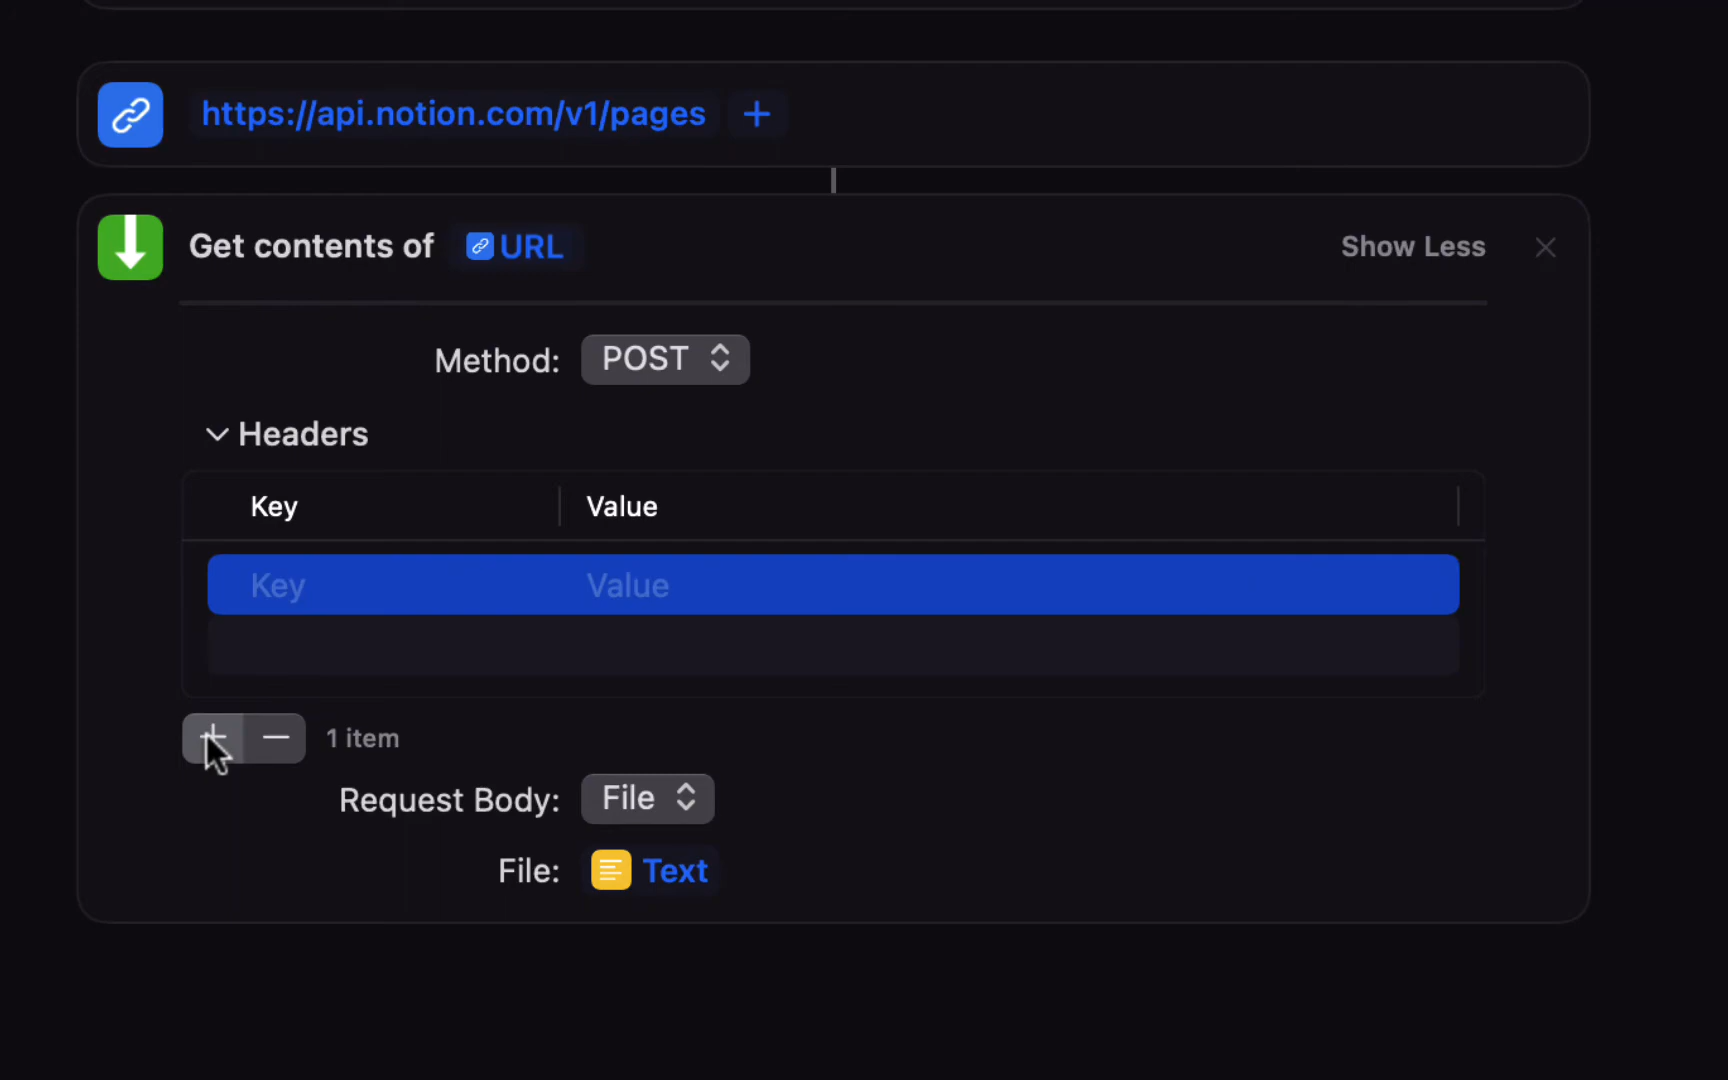 https://api.notion.com/v1/pages +
Get contents of URL Show Less
Method: POST
Headers
Key Value
Key Value
1 item
Request Body: File
File: Text